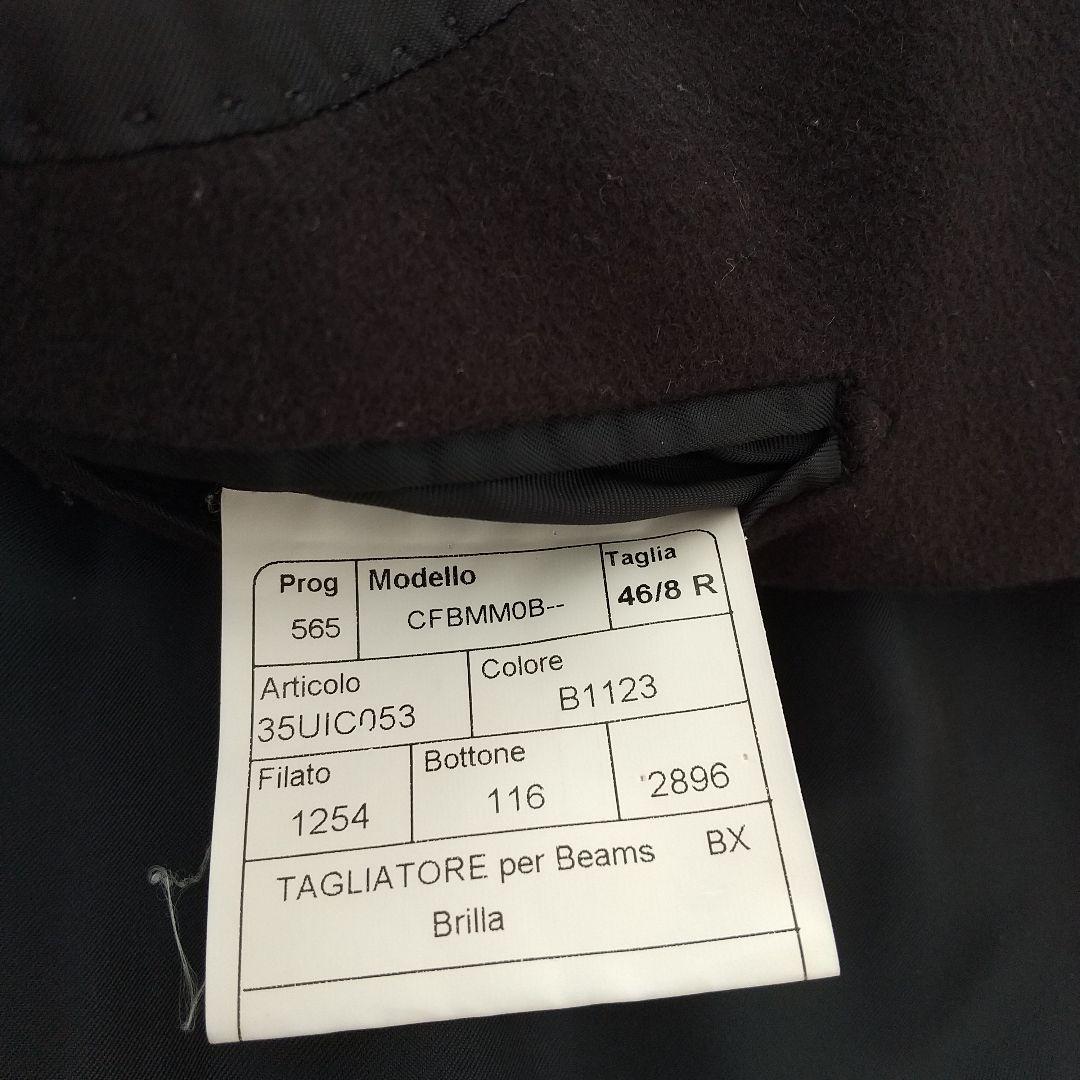 Prog Modello Taglia
565 CFBMM0B-- 46/8 R
Articolo Colore
35UIC053 B1123
Filato Bottone
1254 116 2896
TAGLIATORE per Beams BX
Brilla